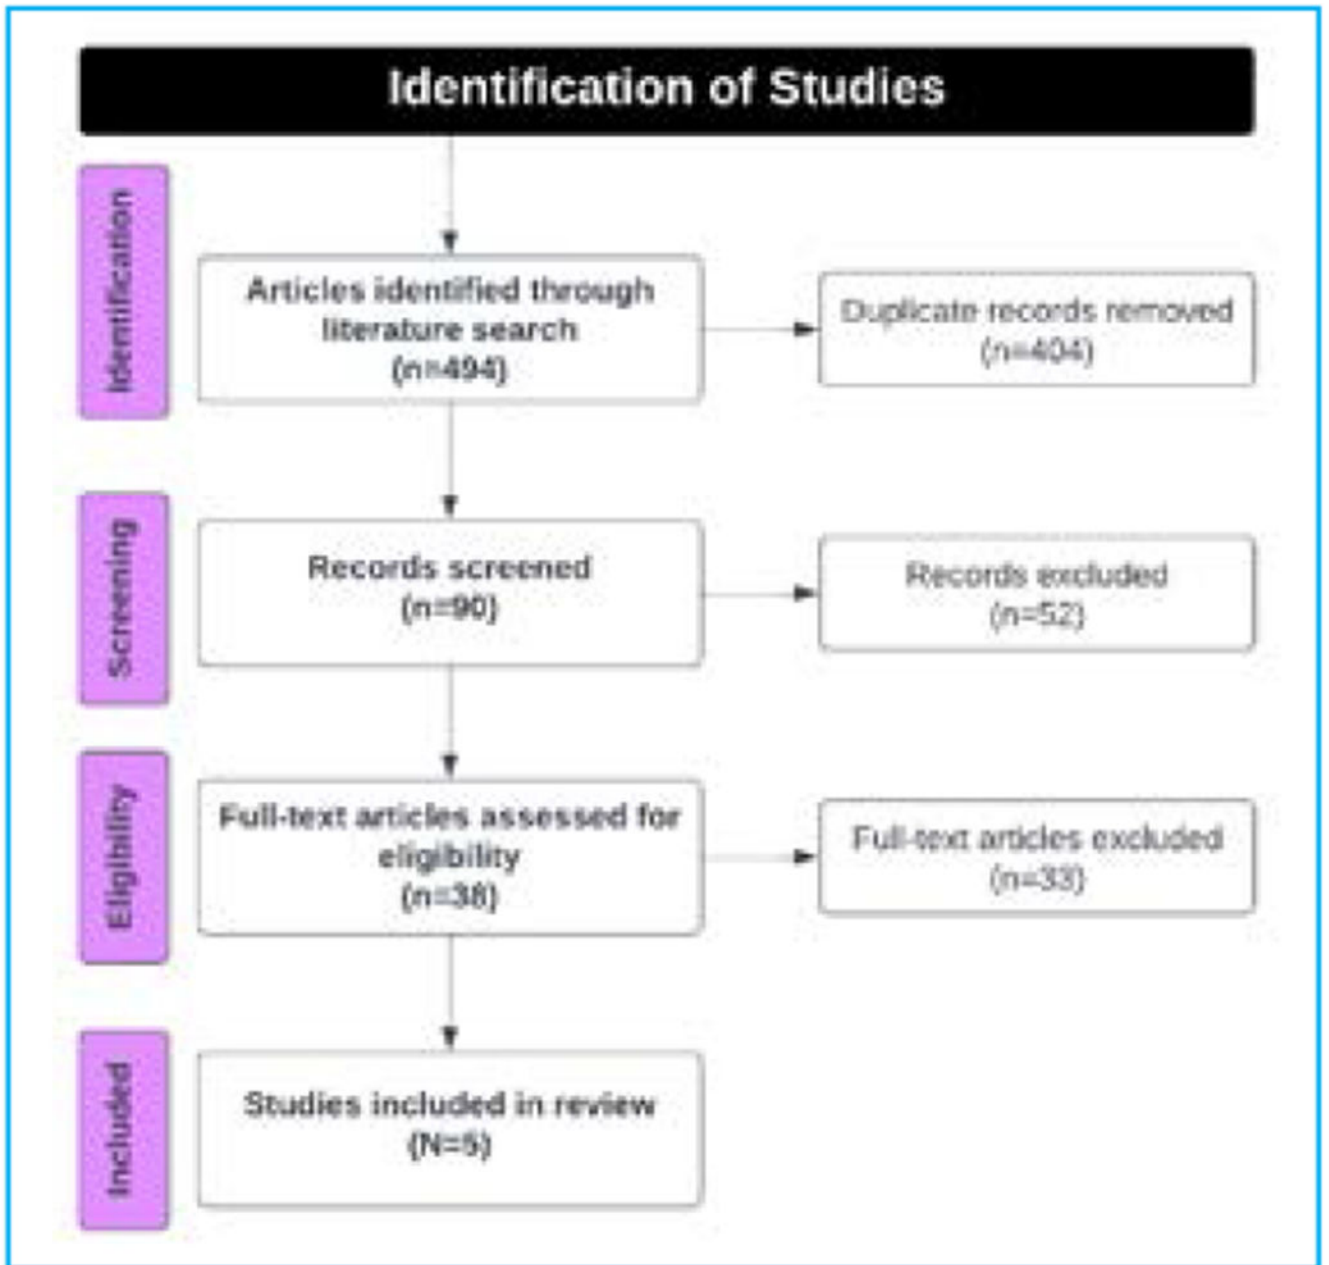 Identification of Studies
Identification
Articles identified through
literature search
(n=494)
Duplicate records removed
(n=404)
Screening
Records screened
(n=90)
Records excluded
(n=52)
Eligibility
Full-text articles assessed for
eligibility
(n=38)
Full-text articles excluded
(n=33)
Included
Studies included in review
(N=5)